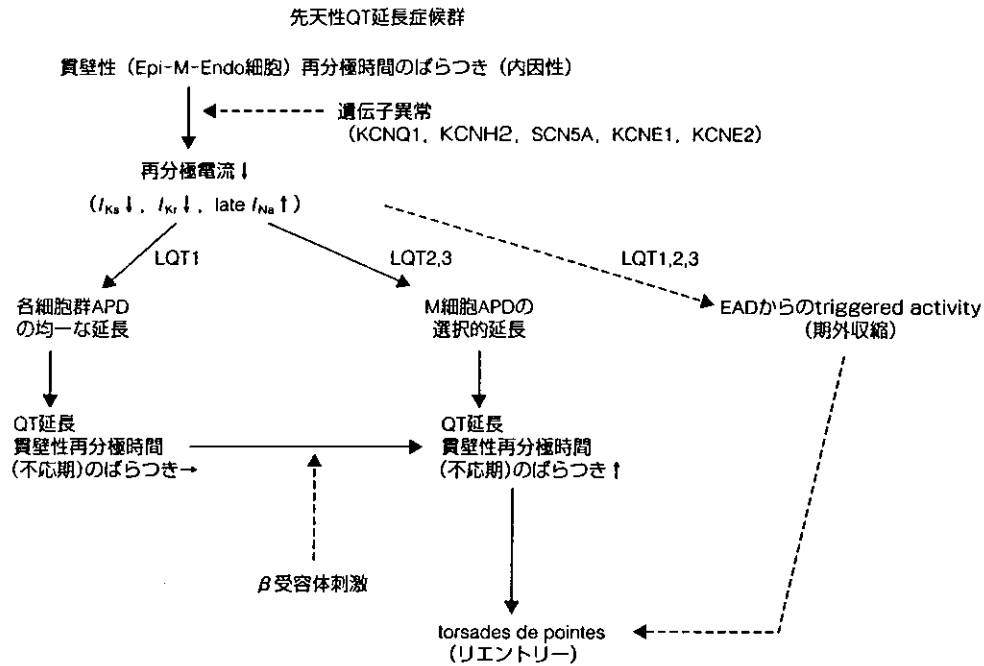 先天性QT延長症候群
貫壁性（Epi-M-Endo細胞）再分極時間のばらつき（内因性）
遺伝子異常
（KCNQ1，KCNH2，SCN5A，KCNE1，KCNE2）
再分極電流↓
（IKs↓，IKr↓，late INa↑）
LQT1
LQT2,3
LQT1,2,3
各細胞群APD
の均一な延長
M細胞APDの
選択的延長
EADからのtriggered activity
（期外収縮）
QT延長
貫壁性再分極時間
（不応期）のばらつき→
QT延長
貫壁性再分極時間
（不応期）のばらつき↑
β受容体刺激
torsades de pointes
（リエントリー）